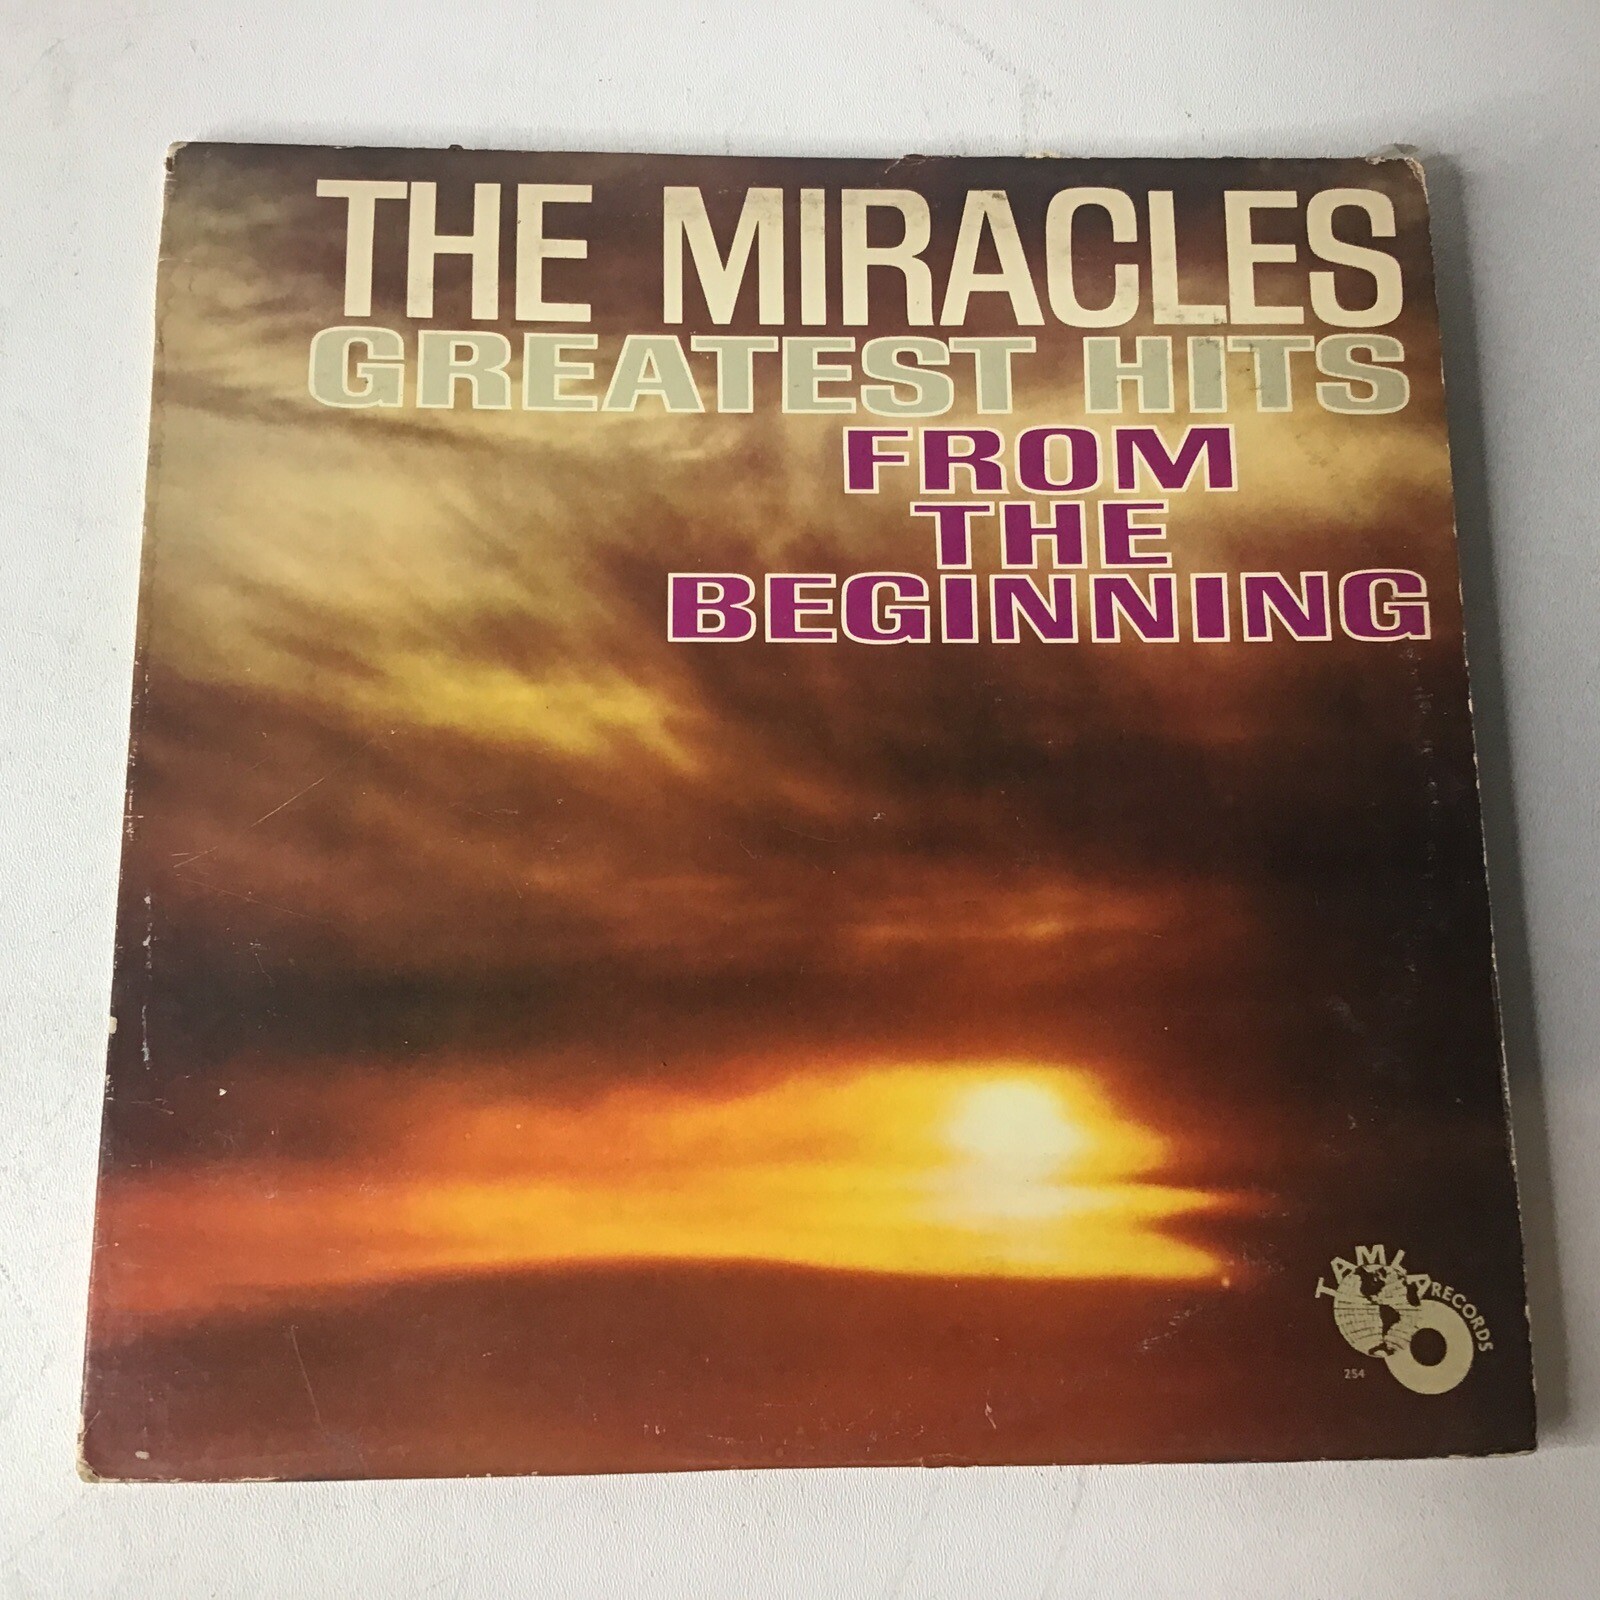 THE MIRACLES
GREATEST HITS
FROM
THE
BEGINNING
TAMLA RECORDS
254